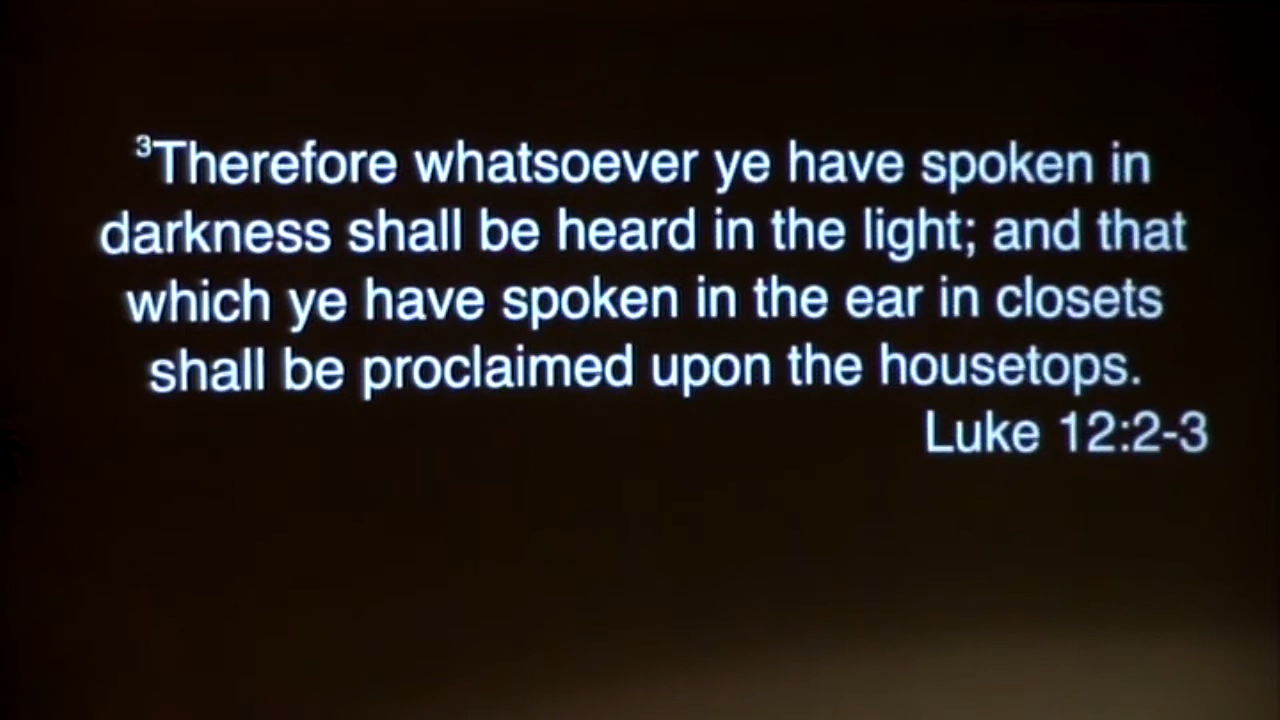 ³Therefore whatsoever ye have spoken in
darkness shall be heard in the light; and that
which ye have spoken in the ear in closets
shall be proclaimed upon the housetops.
Luke 12:2-3